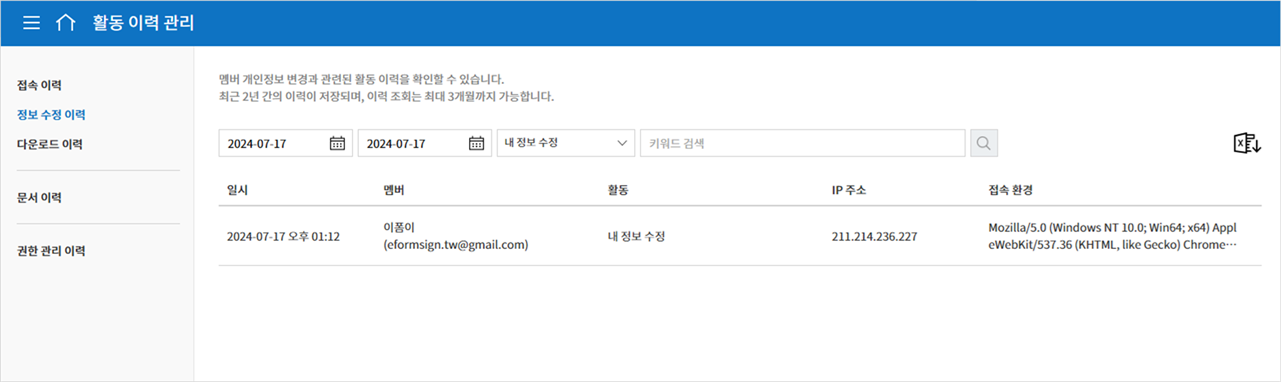 활동 이력 관리
접속 이력
정보 수정 이력
다운로드 이력
문서 이력
권한 관리 이력
멤버 개인정보 변경과 관련된 활동 이력을 확인할 수 있습니다.
최근 2년 간의 이력이 저장되며, 이력 조회는 최대 3개월까지 가능합니다.
2024-07-17 2024-07-17 내 정보 수정 키워드 검색
일시 멤버 활동 IP 주소 접속 환경
2024-07-17 오후 01:12 이폼이 (eformsign.tw@gmail.com) 내 정보 수정 211.214.236.227 Mozilla/5.0 (Windows NT 10.0; Win64; x64) Appl
eWebKit/537.36 (KHTML, like Gecko) Chrome···